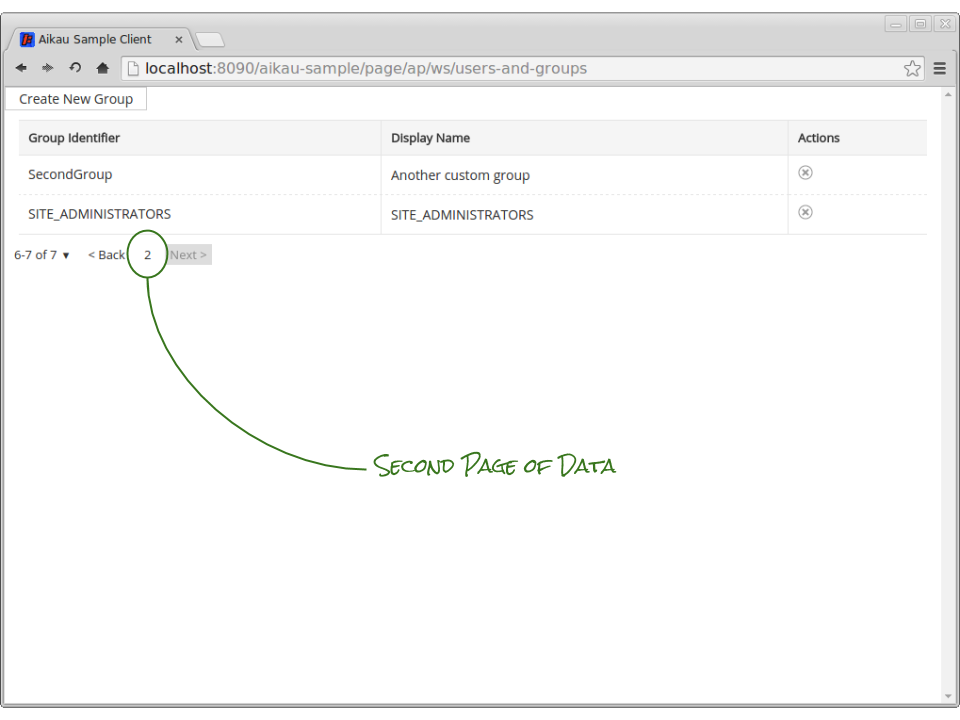 Aikau Sample Client
localhost:8090/aikau-sample/page/ap/ws/users-and-groups
Create New Group
Group Identifier Display Name Actions
SecondGroup Another custom group
SITE_ADMINISTRATORS SITE_ADMINISTRATORS
6-7 of 7 ▾ < Back 2 Next >
Second Page of Data